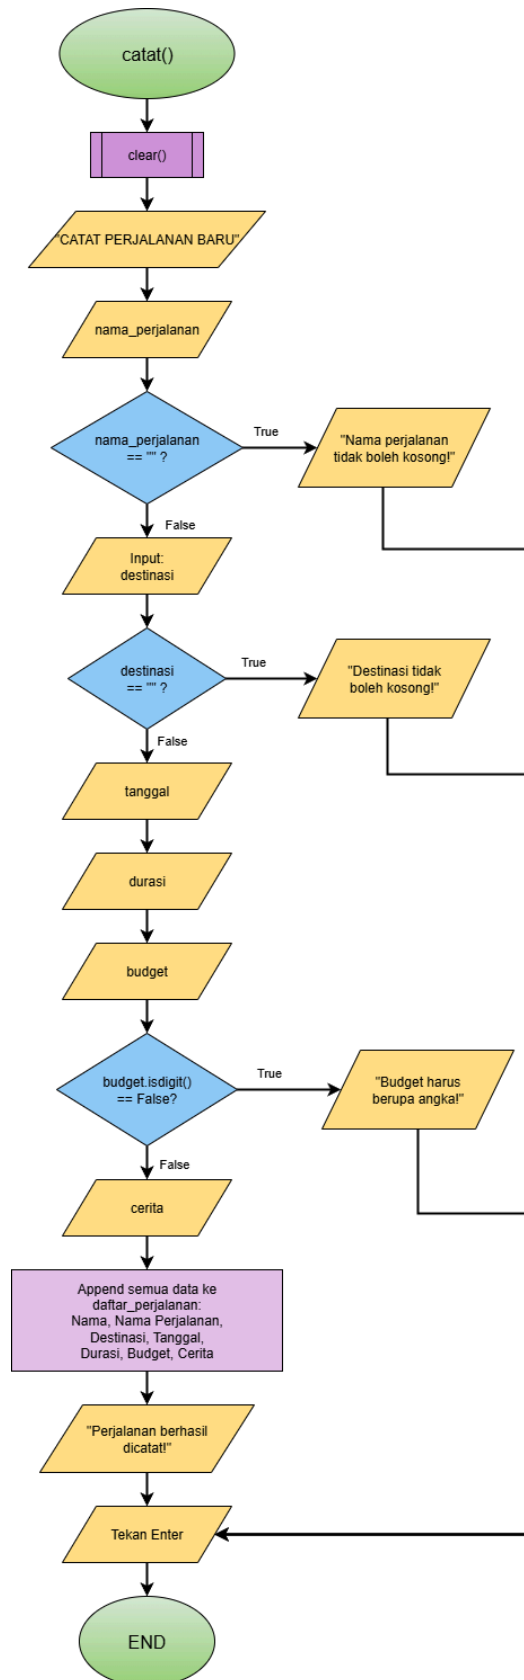 catat()
clear()
"CATAT PERJALANAN BARU"
nama_perjalanan
nama_perjalanan
== "" ?
True
"Nama perjalanan
tidak boleh kosong!"
False
Input:
destinasi
destinasi
== "" ?
True
"Destinasi tidak
boleh kosong!"
False
tanggal
durasi
budget
budget.isdigit()
== False?
True
"Budget harus
berupa angka!"
False
cerita
Append semua data ke
daftar_perjalanan:
Nama, Nama Perjalanan,
Destinasi, Tanggal,
Durasi, Budget, Cerita
"Perjalanan berhasil
dicatat!"
Tekan Enter
END